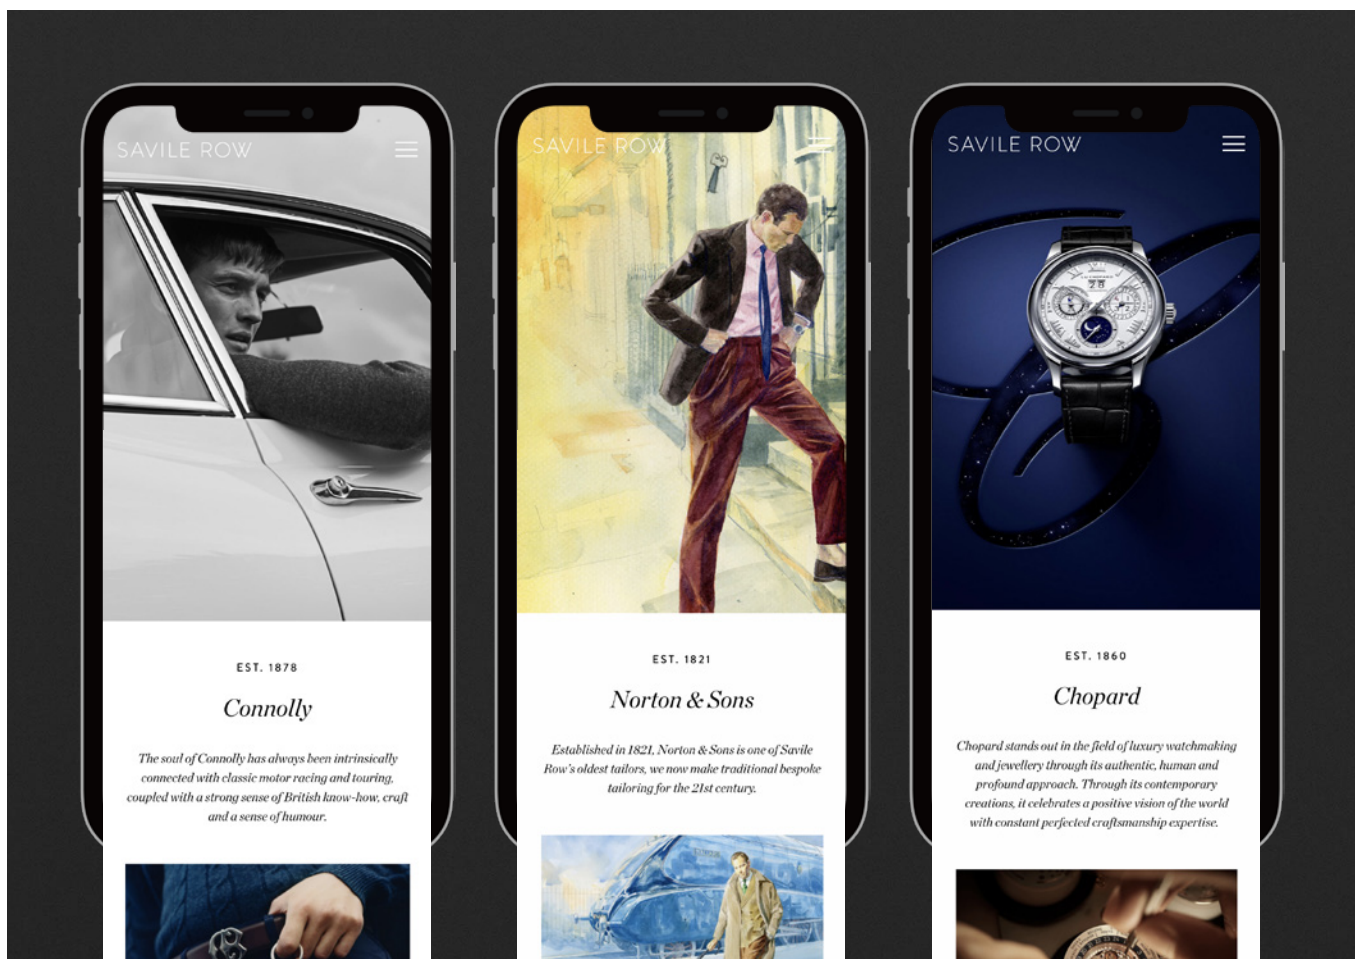 SAVILE ROW
EST. 1878
Connolly
The soul of Connolly has always been intrinsically
connected with classic motor racing and touring,
coupled with a strong sense of British know-how, craft
and a sense of humour.
SAVILE ROW
EST. 1821
Norton & Sons
Established in 1821, Norton & Sons is one of Savile
Row's oldest tailors, we now make traditional bespoke
tailoring for the 21st century.
SAVILE ROW
28
EST. 1860
Chopard
Chopard stands out in the field of luxury watchmaking
and jewellery through its authentic, human and
profound approach. Through its contemporary
creations, it celebrates a positive vision of the world
with constant perfected craftsmanship expertise.